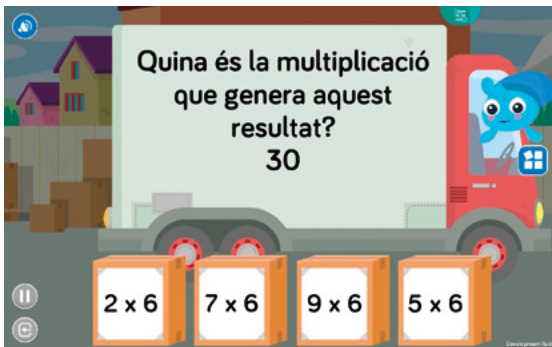 Quina és la multiplicació
que genera aquest
resultat?
30
2 x 6
7 x 6
9 x 6
5 x 6